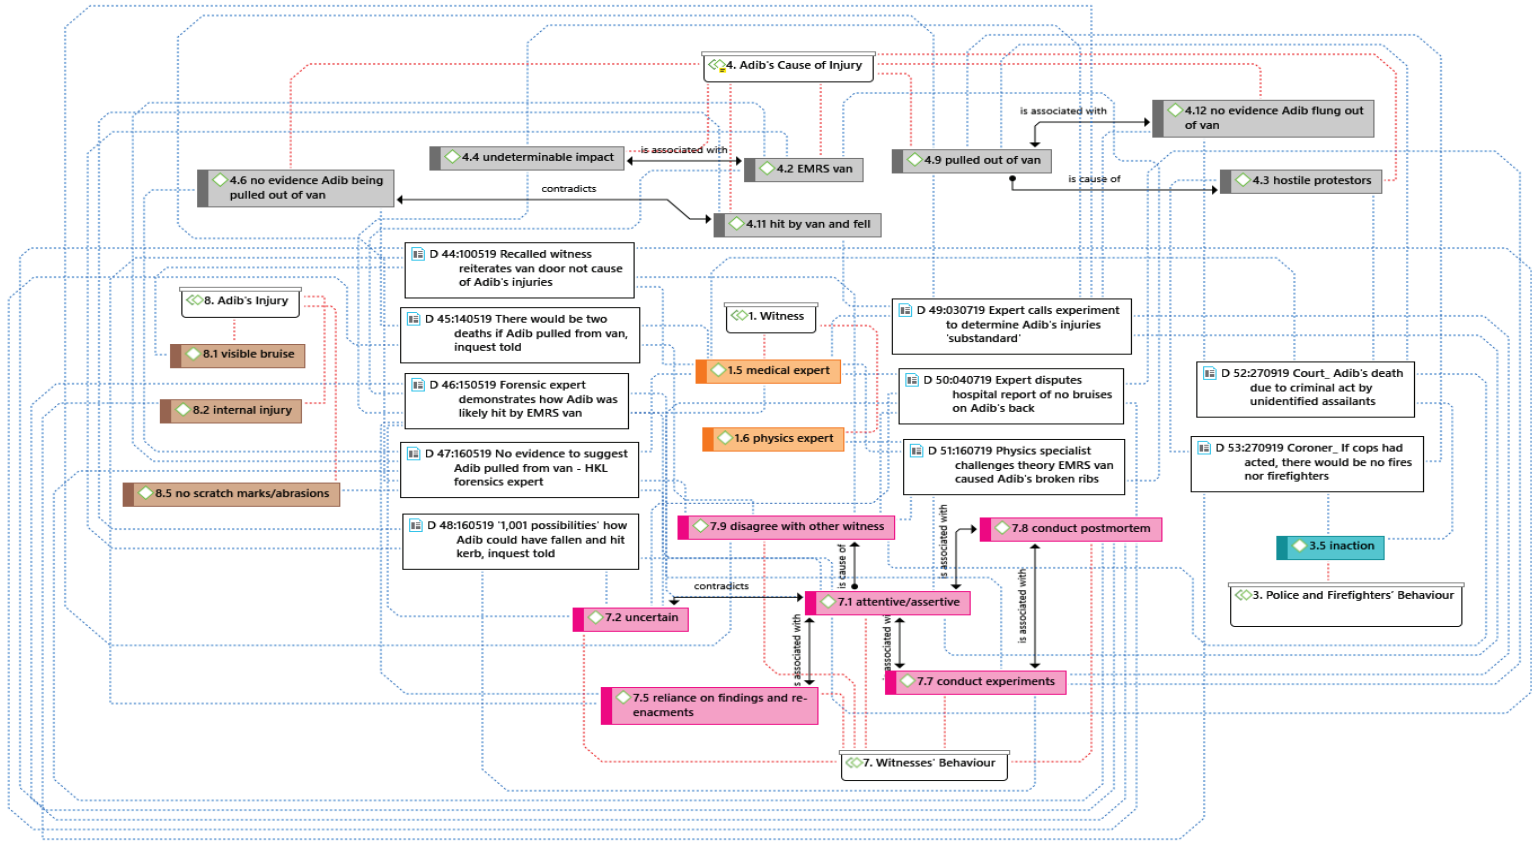 4. Adib's Cause of Injury
is associated with
4.12 no evidence Adib flung out
of van
4.4 undeterminable impact
is associated with
4.2 EMRS van
4.9 pulled out of van
is cause of
4.3 hostile protestors
4.6 no evidence Adib being
pulled out of van
contradicts
4.11 hit by van and fell
D 44:100519 Recalled witness
reiterates van door not cause
of Adib's injuries
8. Adib's Injury
D 45:140519 There would be two
deaths if Adib pulled from van,
inquest told
1. Witness
D 49:030719 Expert calls experiment
to determine Adib's injuries
'substandard'
8.1 visible bruise
1.5 medical expert
D 46:150519 Forensic expert
demonstrates how Adib was
likely hit by EMRS van
D 50:040719 Expert disputes
hospital report of no bruises
on Adib's back
D 52:270919 Court_ Adib's death
due to criminal act by
unidentified assailants
8.2 internal injury
1.6 physics expert
D 47:160519 No evidence to suggest
Adib pulled from van - HKL
forensics expert
D 51:160719 Physics specialist
challenges theory EMRS van
caused Adib's broken ribs
D 53:270919 Coroner_ If cops had
acted, there would be no fires
nor firefighters
8.5 no scratch marks/abrasions
D 48:160519 '1,001 possibilities' how
Adib could have fallen and hit
kerb, inquest told
7.9 disagree with other witness
is associated with
7.8 conduct postmortem
3.5 inaction
is cause of
is associated with
contradicts
7.1 attentive/assertive
3. Police and Firefighters' Behaviour
7.2 uncertain
s associated with
associated wi
7.7 conduct experiments
7.5 reliance on findings and re-
enacments
7. Witnesses' Behaviour